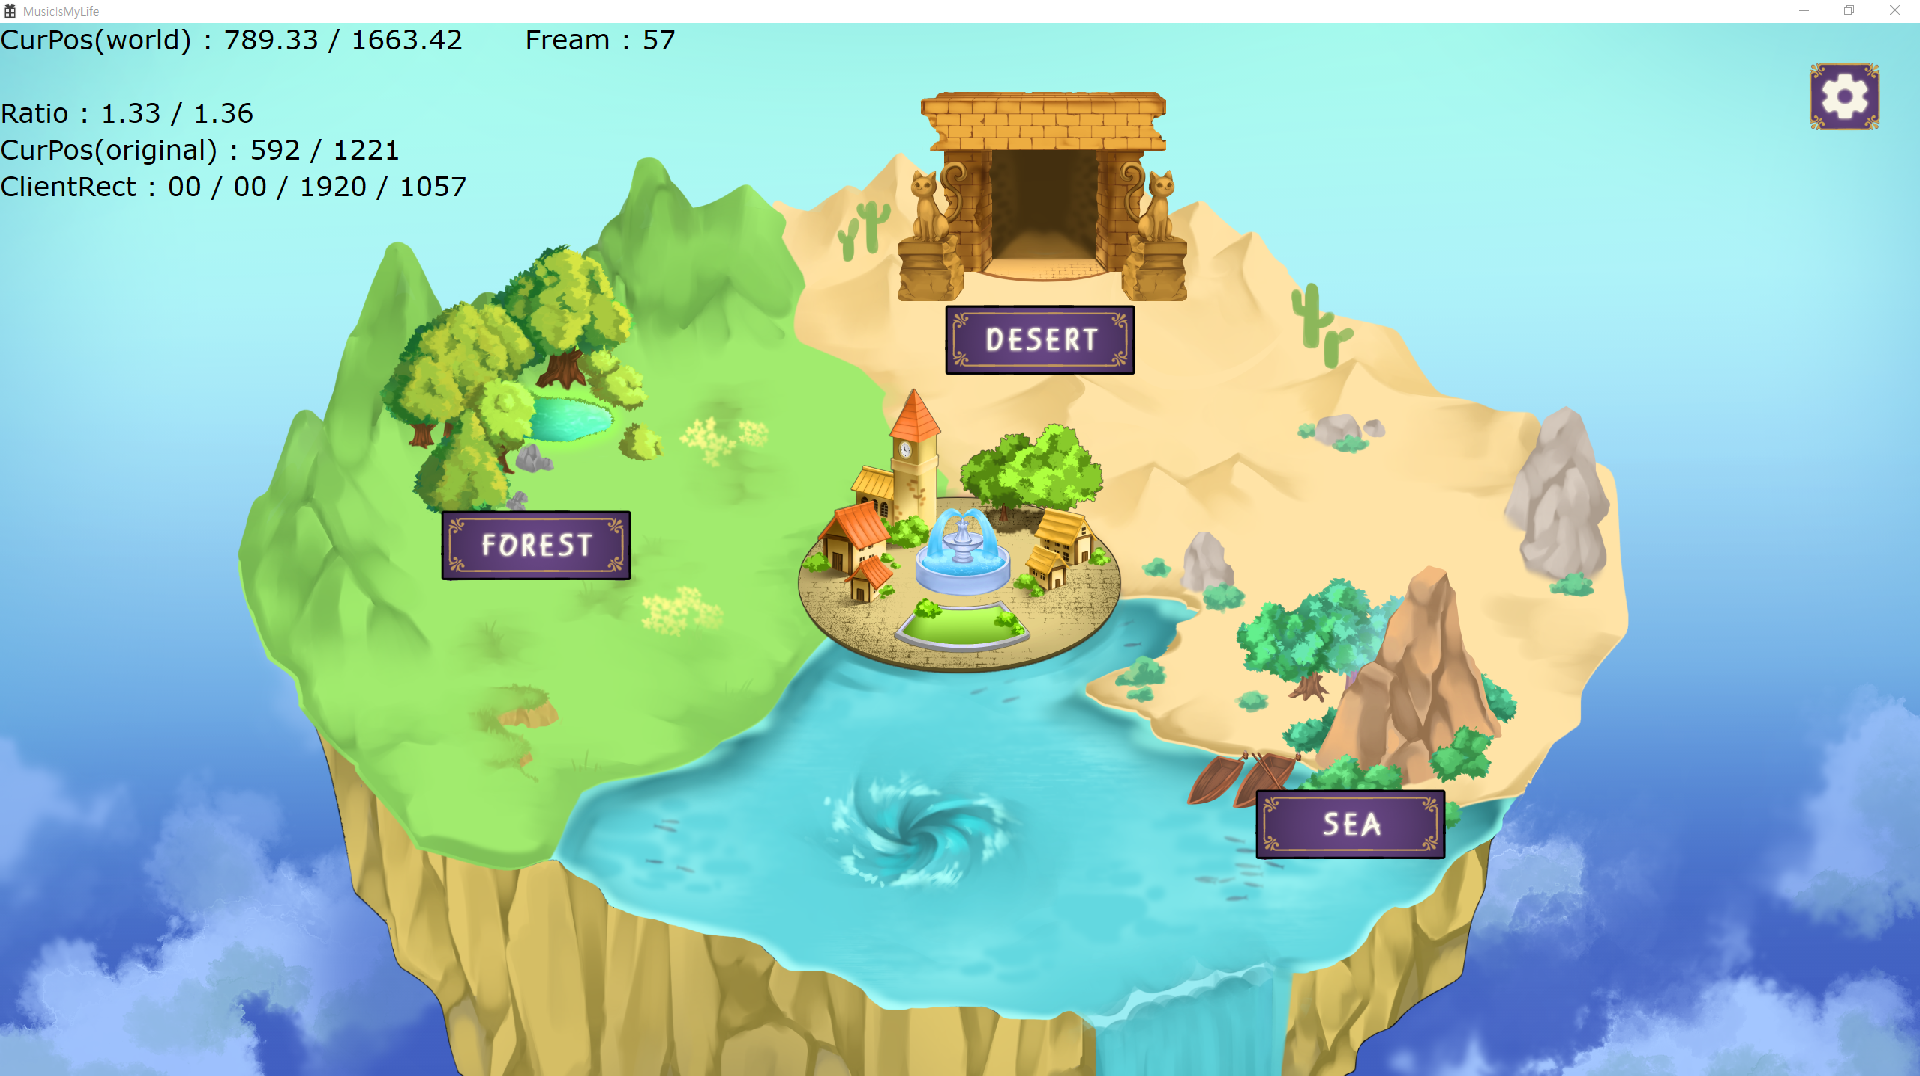 MusicIsMyLife
CurPos(world) : 789.33 / 1663.42 Fream : 57
Ratio : 1.33 / 1.36
CurPos(original) : 592 / 1221
ClientRect : 00 / 00 / 1920 / 1057
DESERT
FOREST
SEA